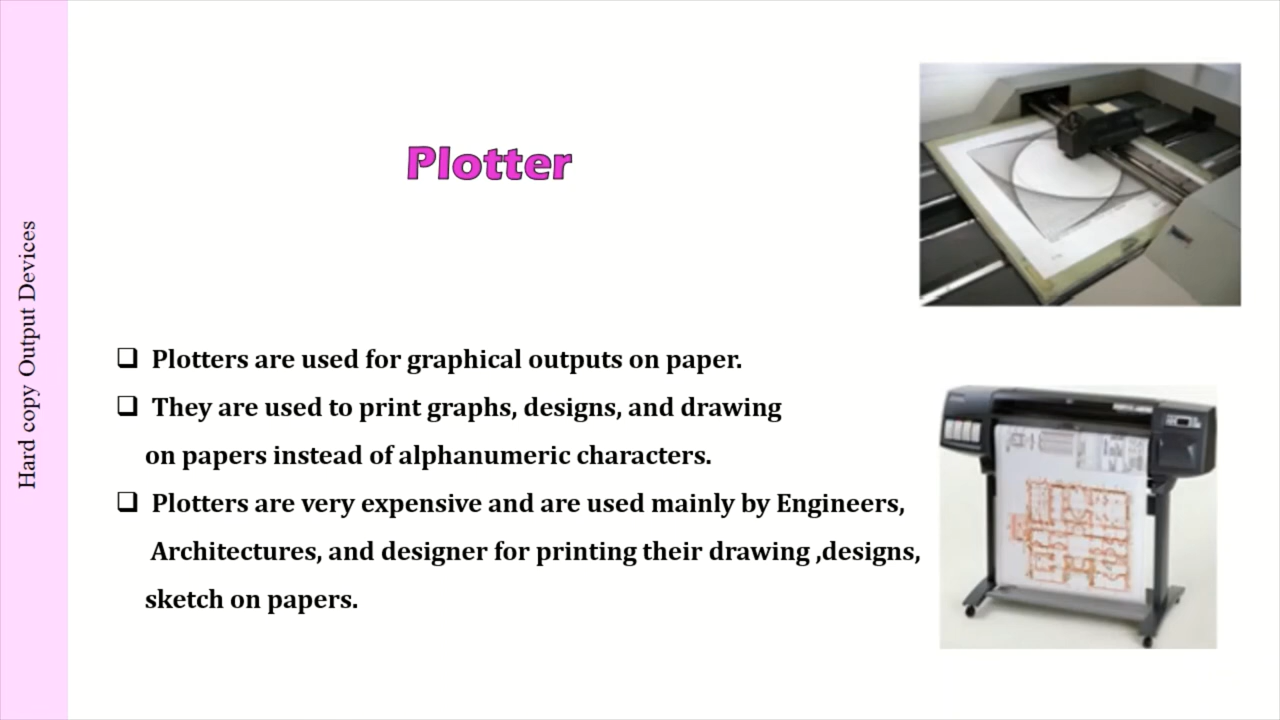 Hard copy Output Devices
Plotter
Plotters are used for graphical outputs on paper.
They are used to print graphs, designs, and drawing
on papers instead of alphanumeric characters.
Plotters are very expensive and are used mainly by Engineers,
Architectures, and designer for printing their drawing ,designs,
sketch on papers.